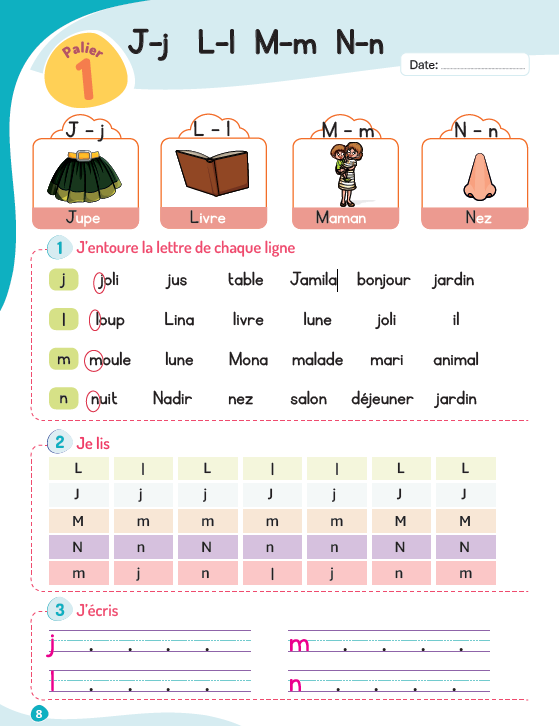 J-j L-l M-m N-n
Palier
1
Date: ........................
J - j
L - l
M - m
N - n
Jupe
Livre
Maman
Nez
1 J'entoure la lettre de chaque ligne
j joli jus table Jamila bonjour jardin
l loup Lina livre lune joli il
m moule lune Mona malade mari animal
n nuit Nadir nez salon déjeuner jardin
2 Je lis
L l L l l L L
J j j J j J J
M m m m m M M
N n N n n N N
m j n l j n m
3 J'écris
j . . . .
m . . . .
l . . . .
n . . . .
8